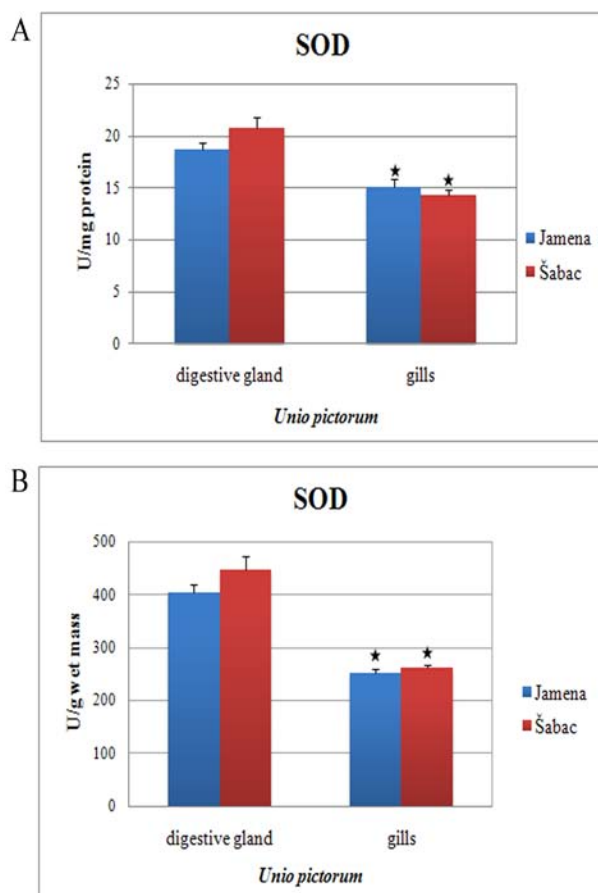 A
SOD
25
20
15
10
5
0
U/mg protein
★
★
Jamena
Šabac
digestive gland
gills
Unio pictorum
B
SOD
500
400
300
200
100
0
U/g wet mass
★
★
Jamena
Šabac
digestive gland
gills
Unio pictorum